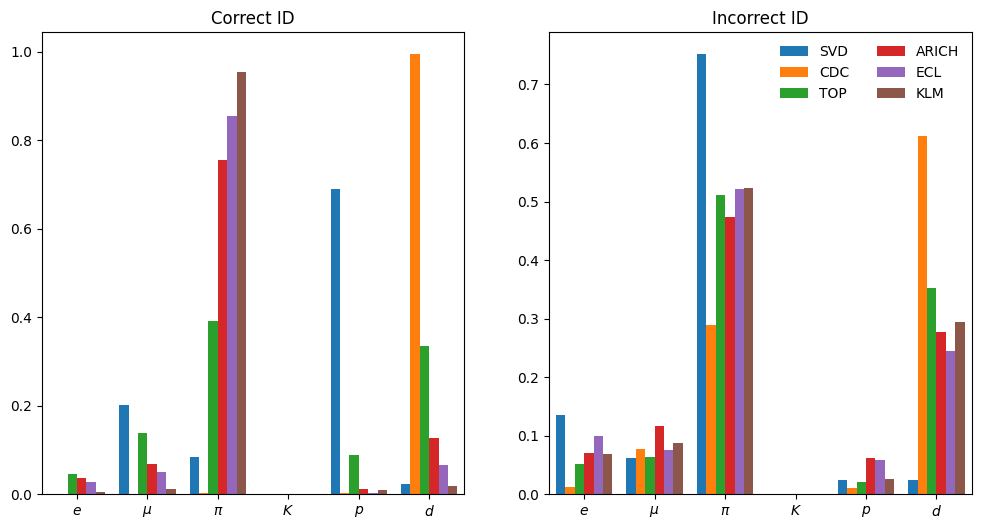 Correct ID
1.0
0.8
0.6
0.4
0.2
0.0
e μ π K p d
Incorrect ID
0.7
0.6
0.5
0.4
0.3
0.2
0.1
0.0
e μ π K p d
SVD
CDC
TOP
ARICH
ECL
KLM